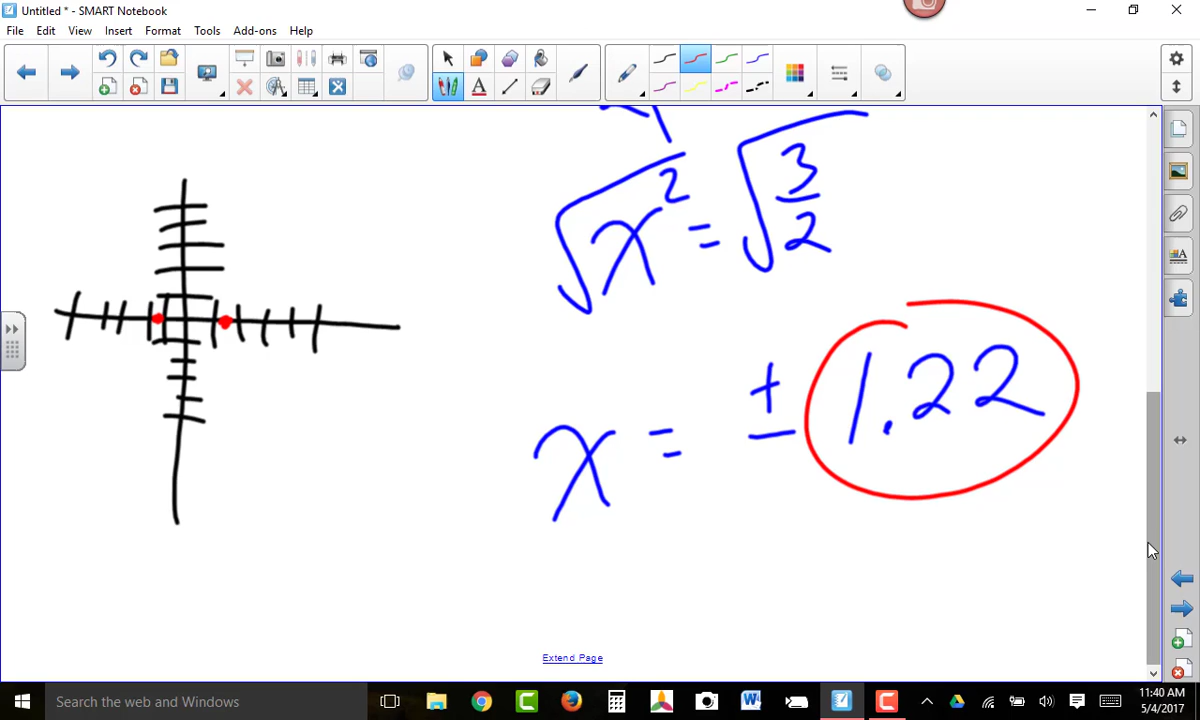 Untitled * - SMART Notebook
File Edit View Insert Format Tools Add-ons Help
√x² = √3/2
x = ± 1.22
Extend Page
Search the web and Windows
11:40 AM
5/4/2017